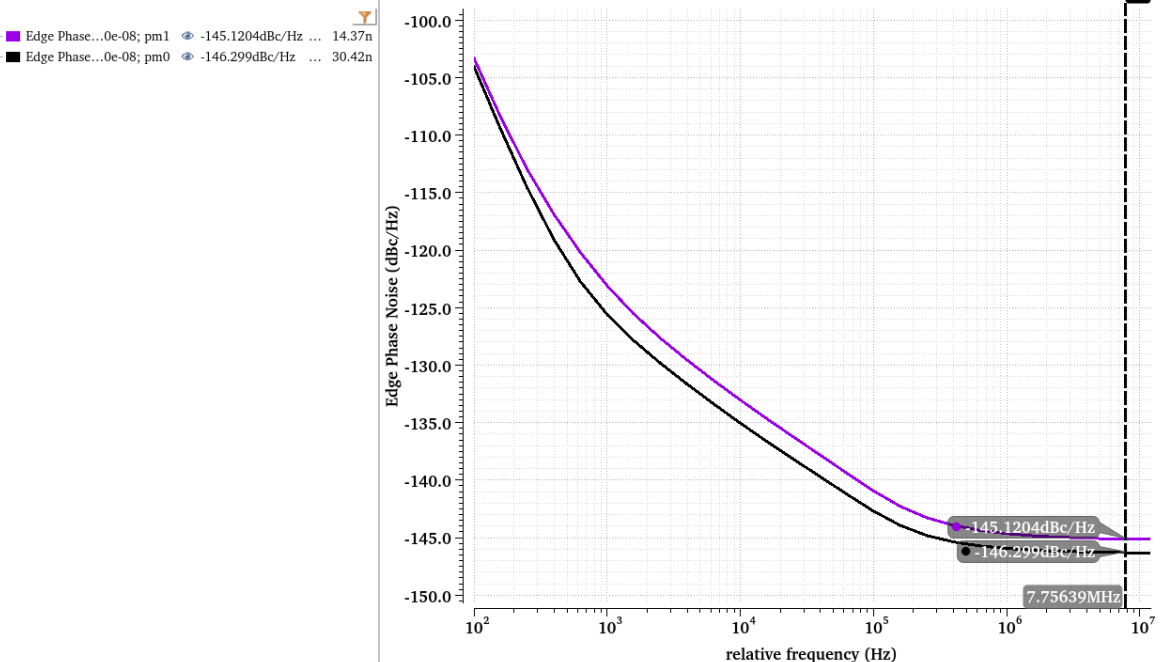 Edge Phase...0e-08; pm1 -145.1204dBc/Hz ... 14.37n
Edge Phase...0e-08; pm0 -146.299dBc/Hz ... 30.42n
Edge Phase Noise (dBc/Hz)
-100.0
-105.0
-110.0
-115.0
-120.0
-125.0
-130.0
-135.0
-140.0
-145.0
-150.0
-145.1204dBc/Hz
-146.299dBc/Hz
7.75639MHz
10² 10³ 10⁴ 10⁵ 10⁶ 10⁷
relative frequency (Hz)